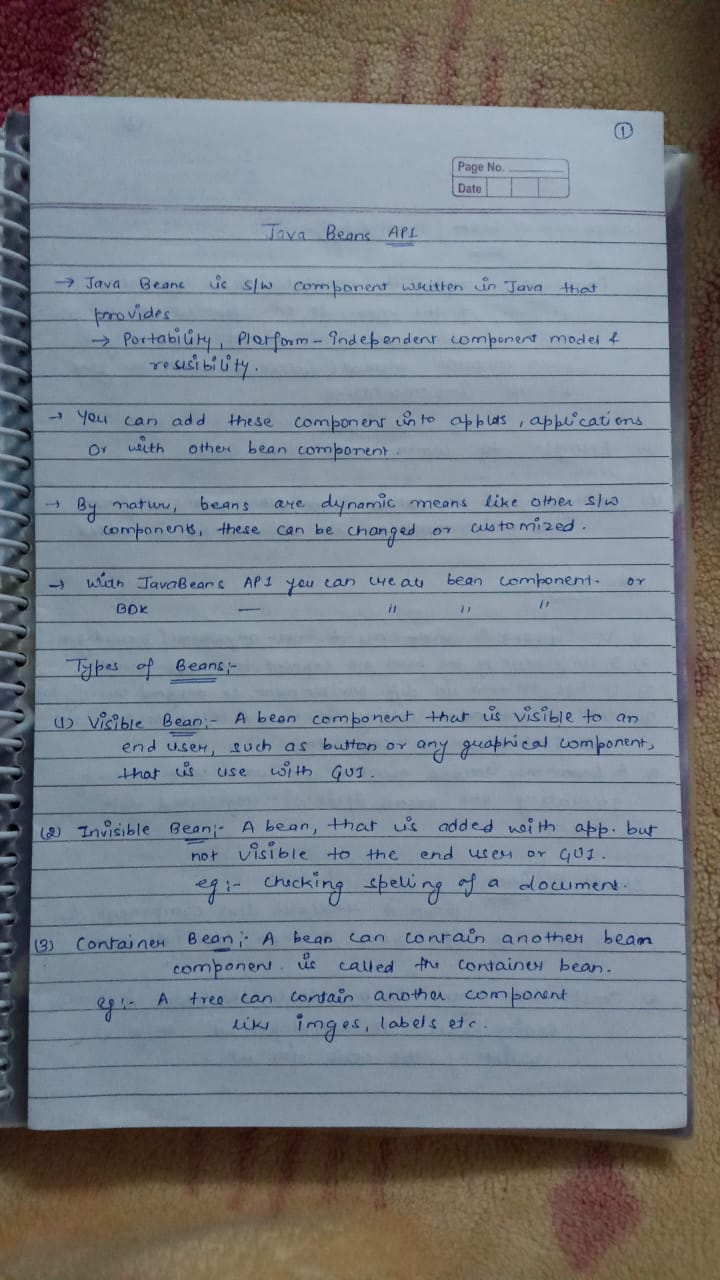 1
Page No.
Date
Java Beans API
→ Java Beans is s/w component written in Java that
provides
→ Portability, Platform-Independent component model &
resusibility.
→ You can add these component into applets, applications
Or with other bean component.
→ By nature, beans are dynamic means like other s/w
components, these can be changed or customized.
→ With JavaBeans API you can create bean component. or
BDK — " " "
Types of Beans:-
(1) Visible Bean:- A bean component that is visible to an
end user, such as button or any graphical component,
that is use with GUI.
(2) Invisible Bean:- A bean, that is added with app. but
not visible to the end user or GUI.
eg:- checking spelling of a document.
(3) Container Bean:- A bean can contain another bean
component is called the container bean.
eg:- A tree can contain another component
like imges, labels etc.